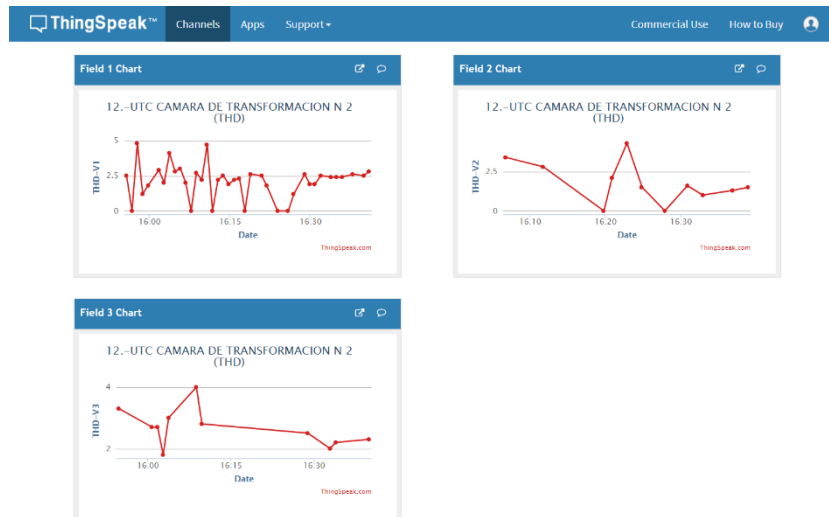 ThingSpeak™ Channels Apps Support Commercial Use How to Buy
Field 1 Chart
12.-UTC CAMARA DE TRANSFORMACION N 2
(THD)
THD-V1
5
2.5
0
16:00 16:15 16:30
Date
ThingSpeak.com
Field 2 Chart
12.-UTC CAMARA DE TRANSFORMACION N 2
(THD)
THD-V2
2.5
0
16:10 16:20 16:30
Date
ThingSpeak.com
Field 3 Chart
12.-UTC CAMARA DE TRANSFORMACION N 2
(THD)
THD-V3
4
2
16:00 16:15 16:30
Date
ThingSpeak.com